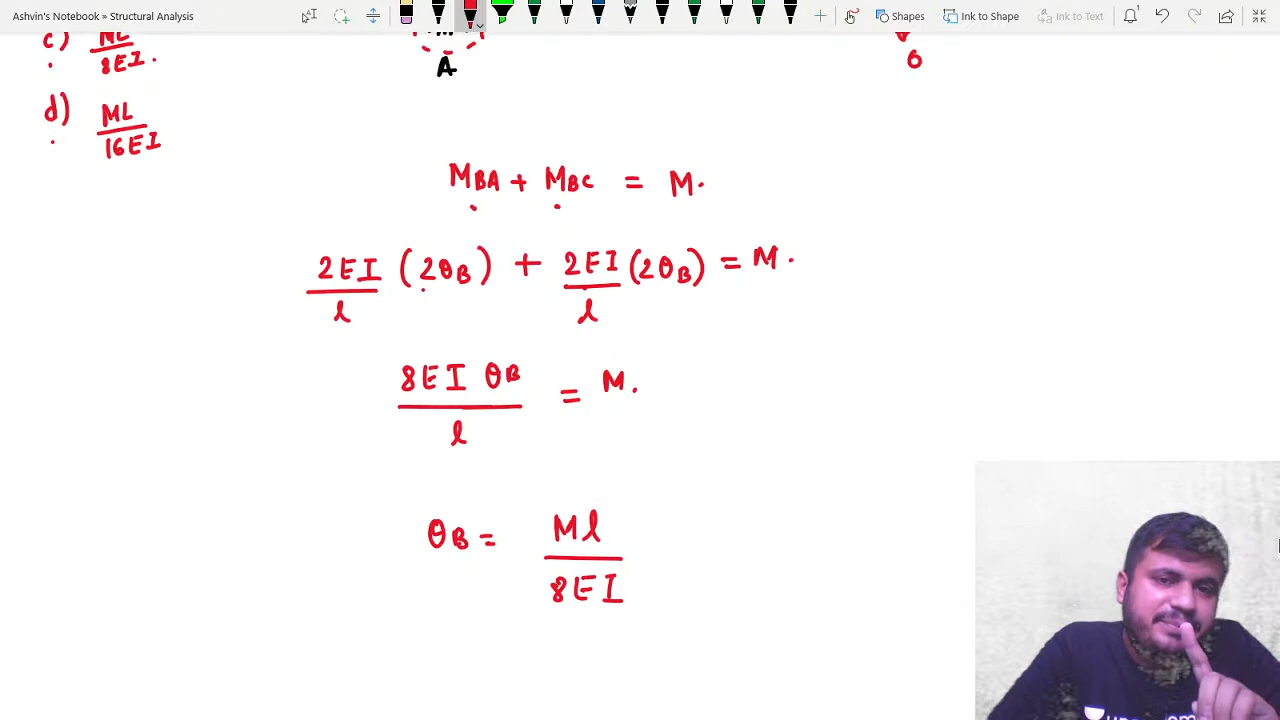 Ashvin's Notebook » Structural Analysis
Shapes
Ink to Shape
Ink to Text
c) ML
8EI.
A
6
d) ML
16EI
MBA + MBC = M.
2EI (2θB) + 2EI (2θB) = M.
l l
8EI θB = M.
l
θB = Ml
8EI